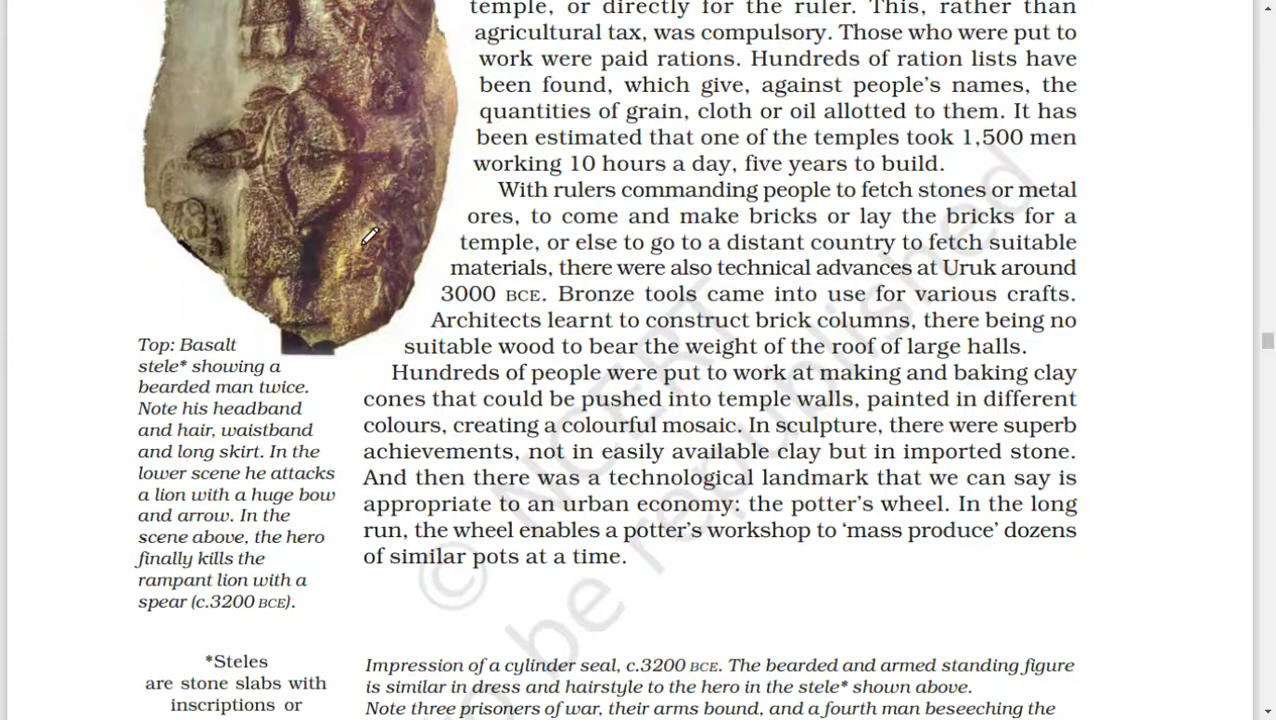 temple, or directly for the ruler. This, rather than
agricultural tax, was compulsory. Those who were put to
work were paid rations. Hundreds of ration lists have
been found, which give, against people's names, the
quantities of grain, cloth or oil allotted to them. It has
been estimated that one of the temples took 1,500 men
working 10 hours a day, five years to build.
With rulers commanding people to fetch stones or metal
ores, to come and make bricks or lay the bricks for a
temple, or else to go to a distant country to fetch suitable
materials, there were also technical advances at Uruk around
3000 BCE. Bronze tools came into use for various crafts.
Architects learnt to construct brick columns, there being no
suitable wood to bear the weight of the roof of large halls.
Hundreds of people were put to work at making and baking clay
cones that could be pushed into temple walls, painted in different
colours, creating a colourful mosaic. In sculpture, there were superb
achievements, not in easily available clay but in imported stone.
And then there was a technological landmark that we can say is
appropriate to an urban economy: the potter's wheel. In the long
run, the wheel enables a potter's workshop to 'mass produce' dozens
of similar pots at a time.
Top: Basalt
stele* showing a
bearded man twice.
Note his headband
and hair, waistband
and long skirt. In the
lower scene he attacks
a lion with a huge bow
and arrow. In the
scene above, the hero
finally kills the
rampant lion with a
spear (c.3200 BCE).
*Steles
are stone slabs with
inscriptions or
Impression of a cylinder seal, c.3200 BCE. The bearded and armed standing figure
is similar in dress and hairstyle to the hero in the stele* shown above.
Note three prisoners of war, their arms bound, and a fourth man beseeching the
© NCERT
to be republished